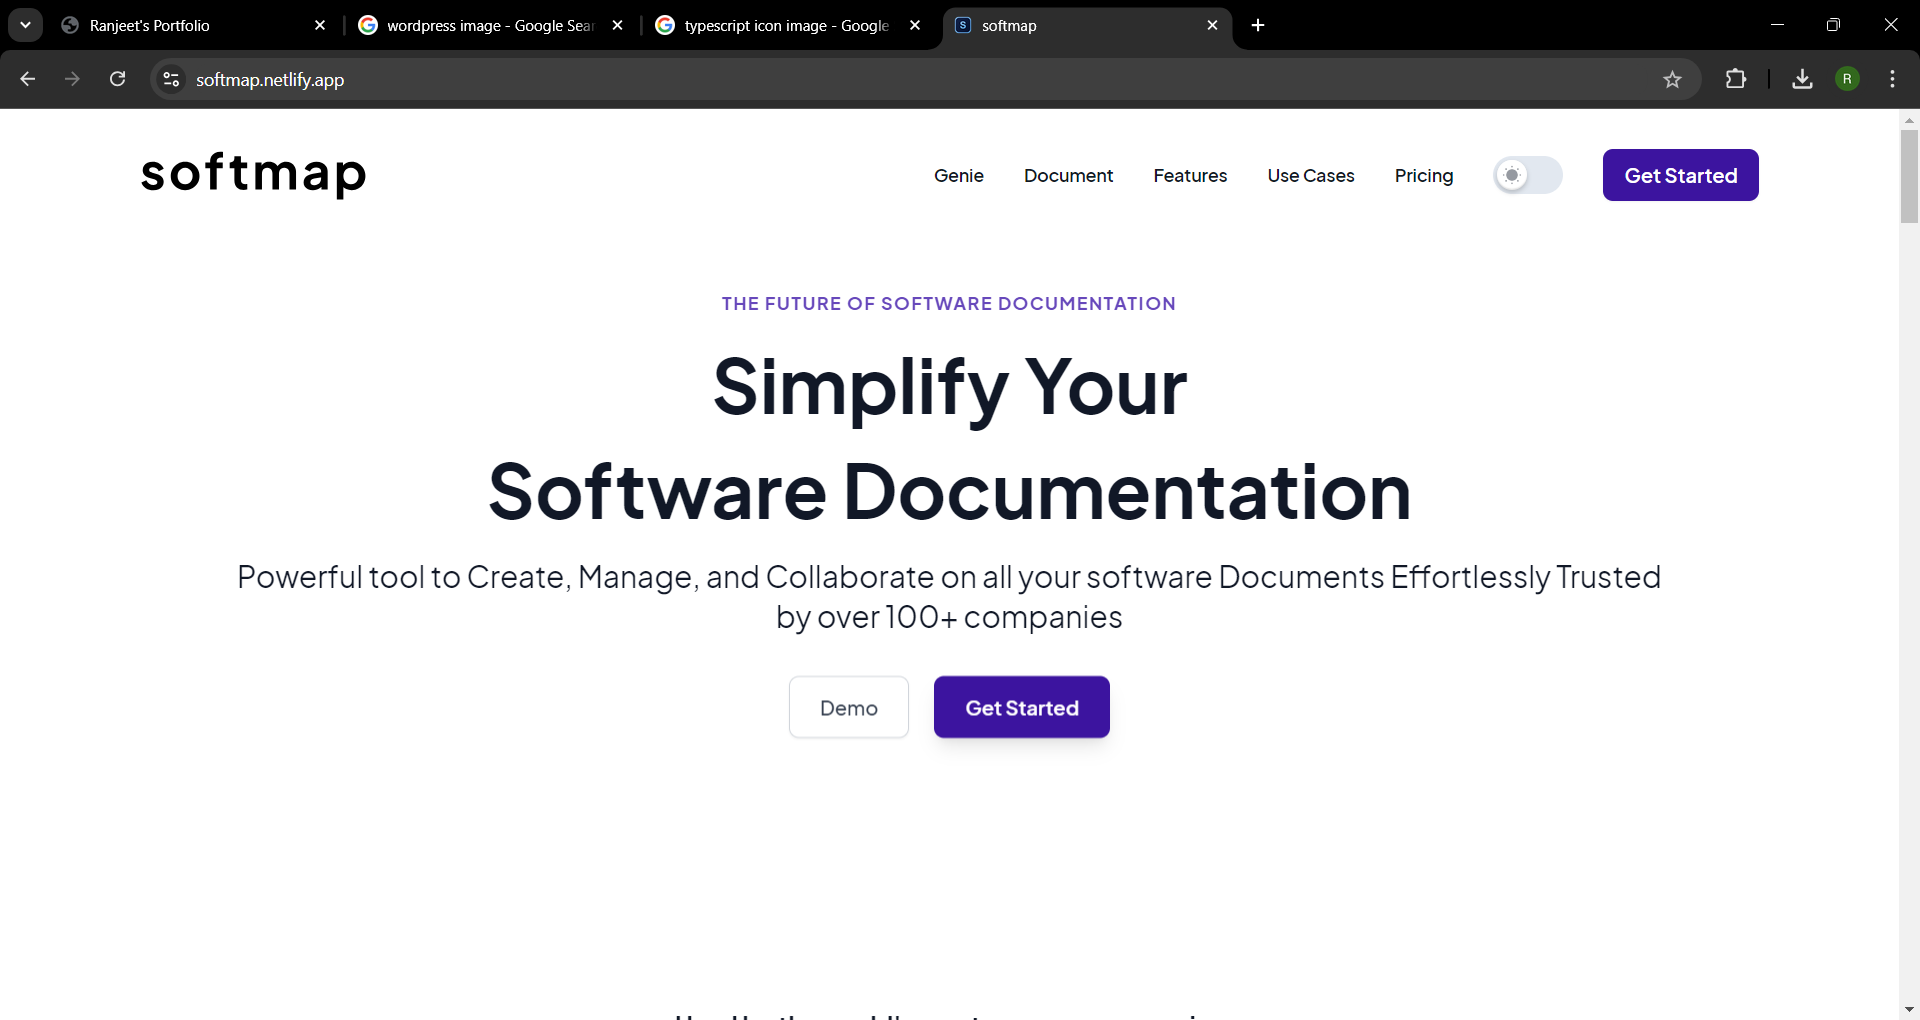 Ranjeet's Portfolio
wordpress image - Google Sear
typescript icon image - Google
S
softmap
softmap.netlify.app
R
softmap
Genie
Document
Features
Use Cases
Pricing
Get Started
THE FUTURE OF SOFTWARE DOCUMENTATION
Simplify Your
Software Documentation
Powerful tool to Create, Manage, and Collaborate on all your software Documents Effortlessly Trusted
by over 100+ companies
Demo
Get Started